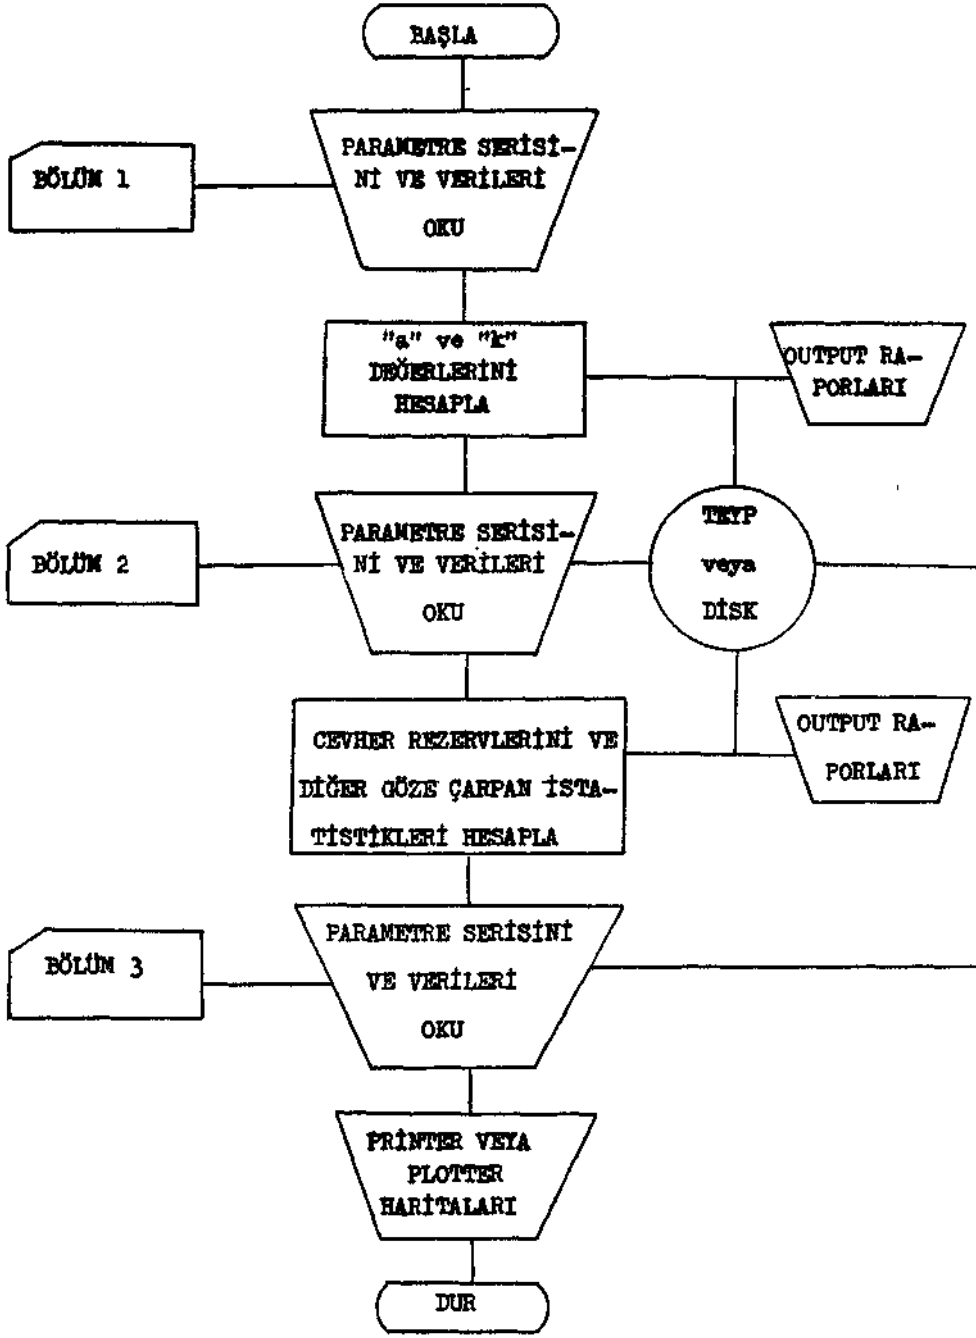 BAŞLA
PARAMETRE SERİSİ-
Nİ VE VERİLERİ
OKU
BÖLÜM 1
"a" ve "k"
DEĞERLERİNİ
HESAPLA
OUTPUT RA-
PORLARI
PARAMETRE SERİSİ-
Nİ VE VERİLERİ
OKU
BÖLÜM 2
TEYP
veya
DİSK
CEVHER REZERVLERİNİ VE
DİĞER GÖZE ÇARPAN İSTA-
TİSTİKLERİ HESAPLA
OUTPUT RA-
PORLARI
PARAMETRE SERİSİNİ
VE VERİLERİ
OKU
BÖLÜM 3
PRİNTER VEYA
PLOTTER
HARİTALARI
DUR